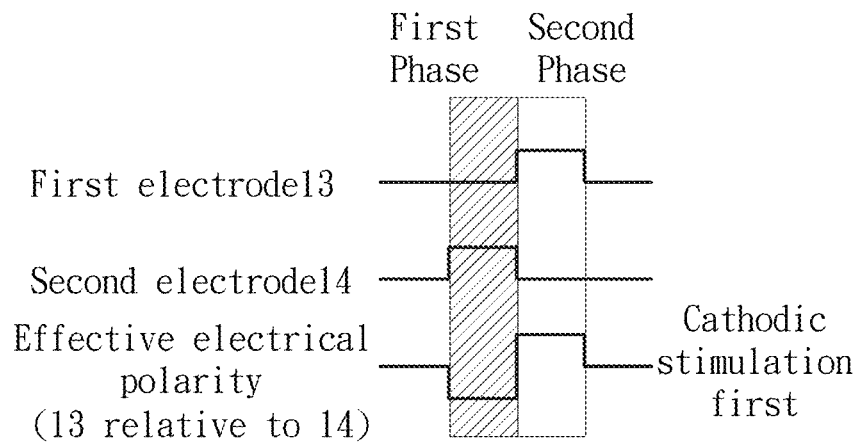 First Second
Phase Phase
First electrode13
Second electrode14
Effective electrical
polarity
(13 relative to 14)
Cathodic
stimulation
first